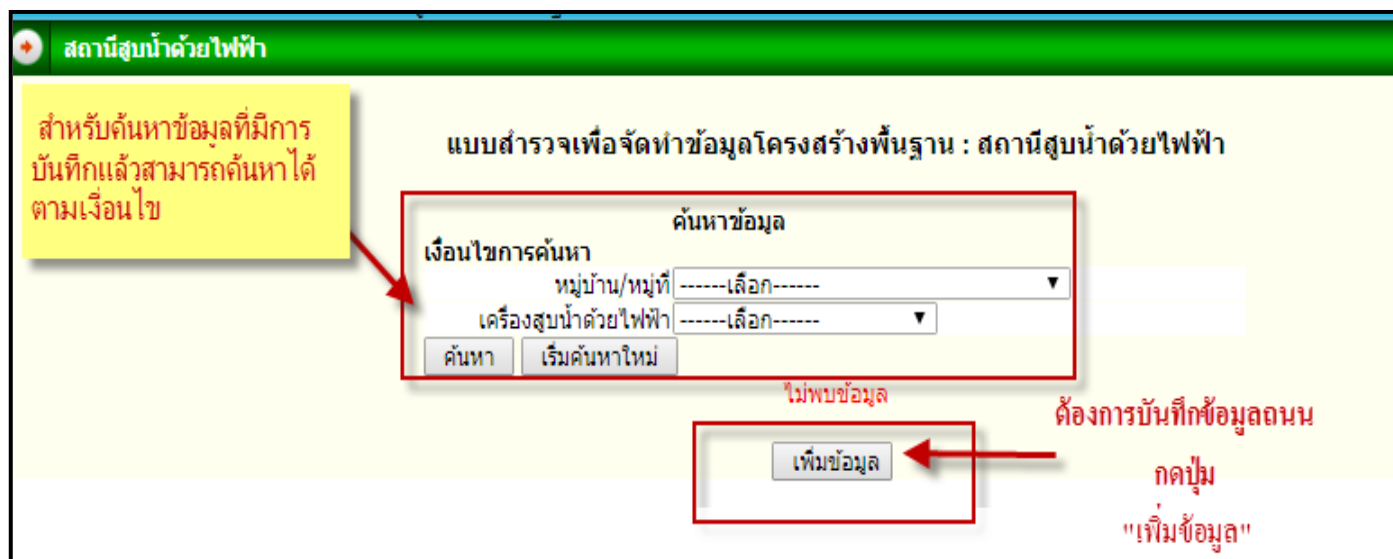 สถานีสูบน้ำด้วยไฟฟ้า
สำหรับค้นหาข้อมูลที่มีการ
บันทึกแล้วสามารถค้นหาได้
ตามเงื่อนไข
แบบสำรวจเพื่อจัดทำข้อมูลโครงสร้างพื้นฐาน : สถานีสูบน้ำด้วยไฟฟ้า
ค้นหาข้อมูล
เงื่อนไขการค้นหา
หมู่บ้าน/หมู่ที่ ------เลือก------
เครื่องสูบน้ำด้วยไฟฟ้า ------เลือก------
ค้นหา เริ่มค้นหาใหม่
ไม่พบข้อมูล
เพิ่มข้อมูล
ต้องการบันทึกข้อมูลถนน
กดปุ่ม
"เพิ่มข้อมูล"